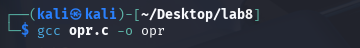 ┌──(kali㉿kali)-[~/Desktop/lab8]
└─$ gcc opr.c -o opr